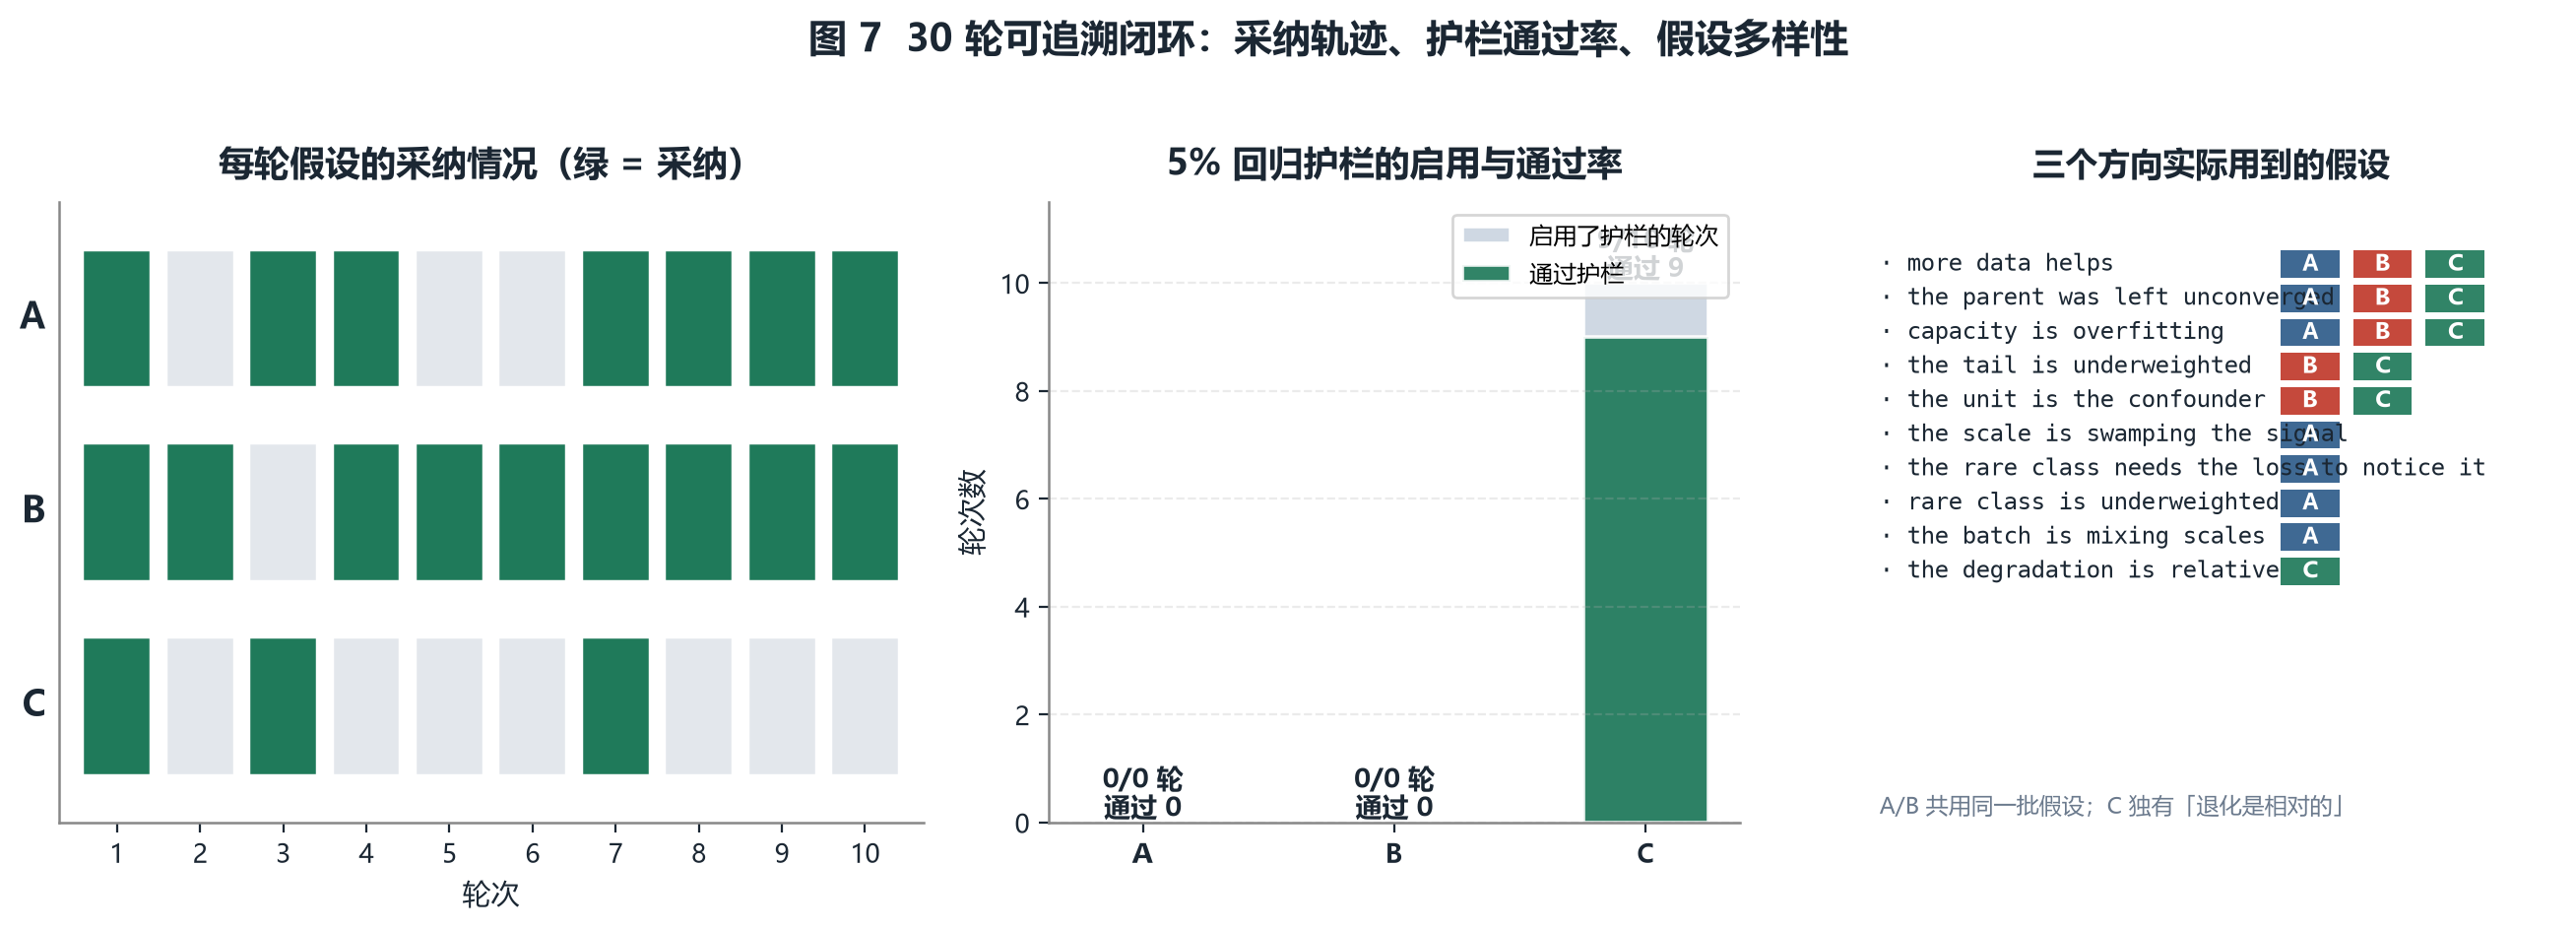 图 7 30 轮可追溯闭环：采纳轨迹、护栏通过率、假设多样性
每轮假设的采纳情况（绿 = 采纳）
A
B
C
1 2 3 4 5 6 7 8 9 10
轮次
5% 回归护栏的启用与通过率
启用了护栏的轮次
通过护栏
通过 9
轮次数
10
8
6
4
2
0
0/0 轮
通过 0
0/0 轮
通过 0
A B C
三个方向实际用到的假设
· more data helps A B C
· the parent was left unconverged A B C
· capacity is overfitting A B C
· the tail is underweighted B C
· the unit is the confounder B C
· the scale is swamping the signal A
· the rare class needs the loss to notice it A
· rare class is underweighted A
· the batch is mixing scales A
· the degradation is relative C
A/B 共用同一批假设；C 独有「退化是相对的」